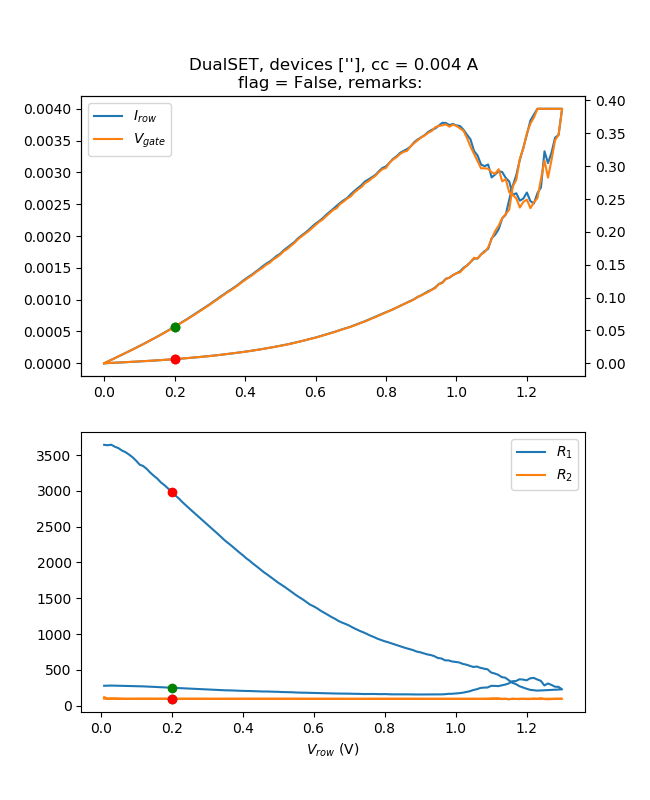 DualSET, devices [''], cc = 0.004 A
flag = False, remarks:
I_row
V_gate
0.0040
0.0035
0.0030
0.0025
0.0020
0.0015
0.0010
0.0005
0.0000
0.40
0.35
0.30
0.25
0.20
0.15
0.10
0.05
0.00
0.0 0.2 0.4 0.6 0.8 1.0 1.2
R_1
R_2
3500
3000
2500
2000
1500
1000
500
0
0.0 0.2 0.4 0.6 0.8 1.0 1.2
V_row (V)